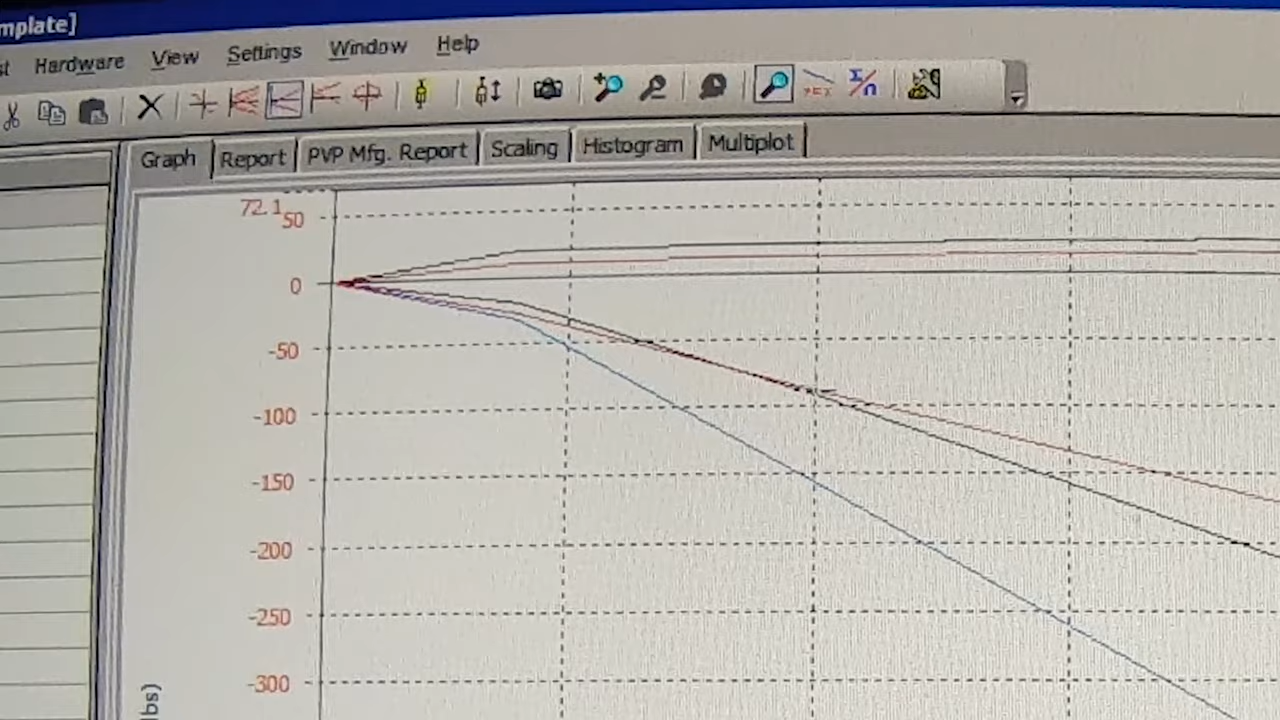 mplate]
st Hardware View Settings Window Help
Graph Report PVP Mfg. Report Scaling Histogram Multiplot
72.1
50
0
-50
-100
-150
-200
-250
-300
lbs)